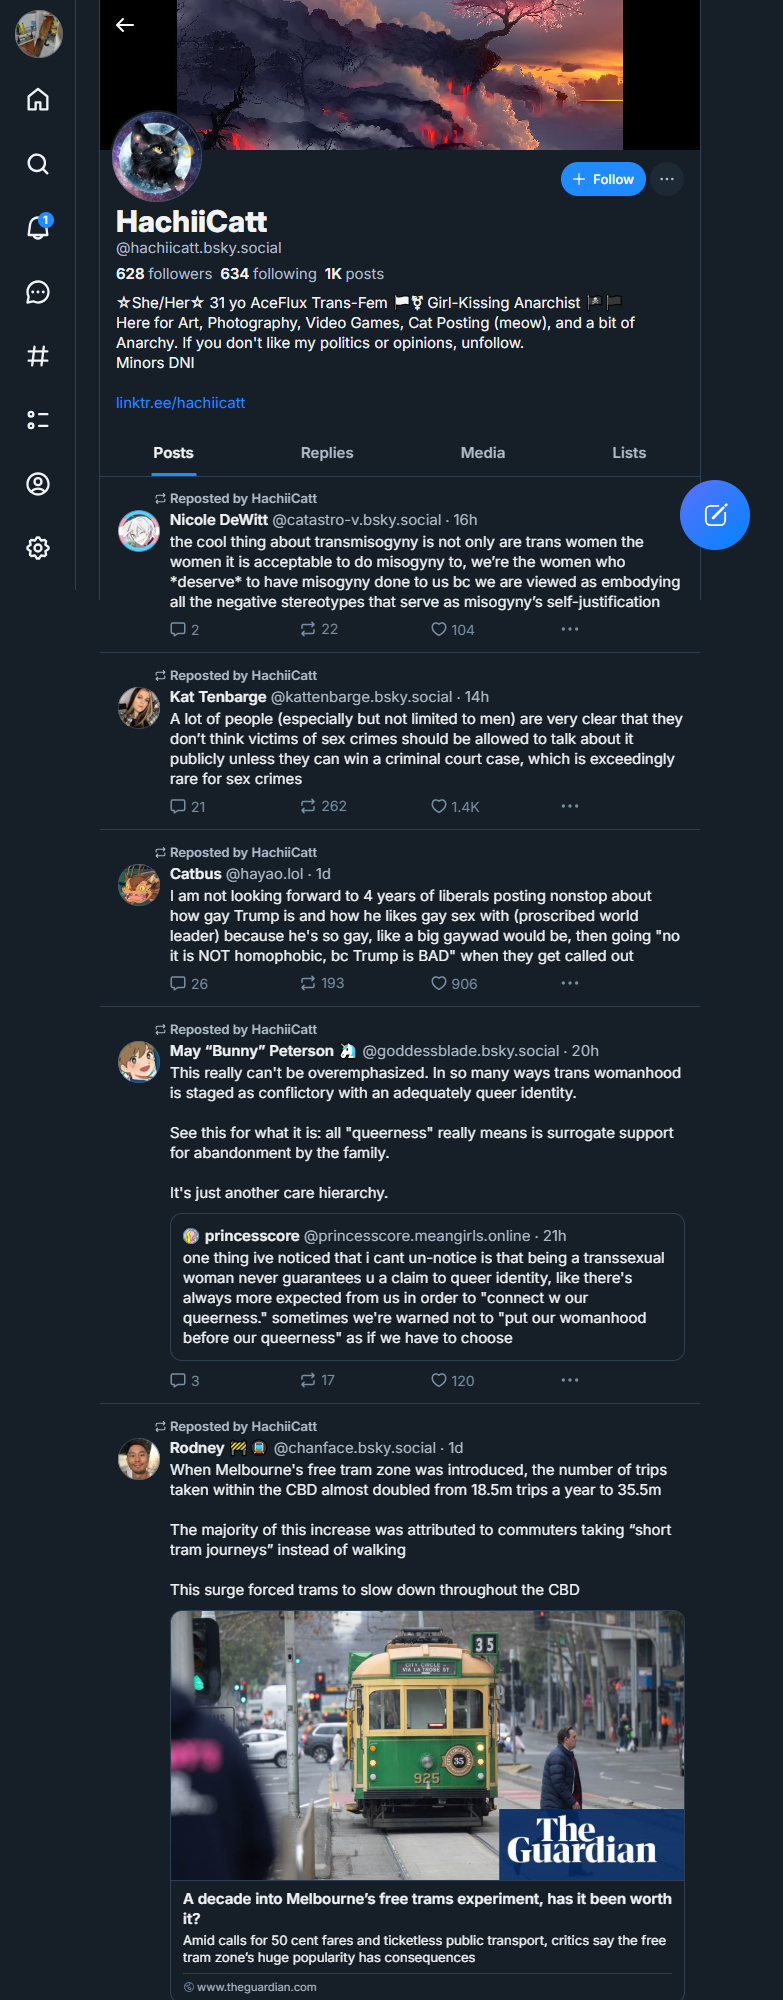 1
Follow
HachiiCatt
@hachiicatt.bsky.social
628 followers 634 following 1K posts
☆She/Her☆ 31 yo AceFlux Trans-Fem 🏳️⚧ Girl-Kissing Anarchist 🏴‍☠️🏴
Here for Art, Photography, Video Games, Cat Posting (meow), and a bit of
Anarchy. If you don't like my politics or opinions, unfollow.
Minors DNI
linktr.ee/hachiicatt
Posts Replies Media Lists
Reposted by HachiiCatt
Nicole DeWitt @catastro-v.bsky.social · 16h
the cool thing about transmisogyny is not only are trans women the
women it is acceptable to do misogyny to, we’re the women who
*deserve* to have misogyny done to us bc we are viewed as embodying
all the negative stereotypes that serve as misogyny’s self-justification
2 22 104
Reposted by HachiiCatt
Kat Tenbarge @kattenbarge.bsky.social · 14h
A lot of people (especially but not limited to men) are very clear that they
don’t think victims of sex crimes should be allowed to talk about it
publicly unless they can win a criminal court case, which is exceedingly
rare for sex crimes
21 262 1.4K
Reposted by HachiiCatt
Catbus @hayao.lol · 1d
I am not looking forward to 4 years of liberals posting nonstop about
how gay Trump is and how he likes gay sex with (proscribed world
leader) because he's so gay, like a big gaywad would be, then going "no
it is NOT homophobic, bc Trump is BAD" when they get called out
26 193 906
Reposted by HachiiCatt
May “Bunny” Peterson 🦄 @goddessblade.bsky.social · 20h
This really can't be overemphasized. In so many ways trans womanhood
is staged as conflictory with an adequately queer identity.
See this for what it is: all "queerness" really means is surrogate support
for abandonment by the family.
It's just another care hierarchy.
princesscore @princesscore.meangirls.online · 21h
one thing ive noticed that i cant un-notice is that being a transsexual
woman never guarantees u a claim to queer identity, like there's
always more expected from us in order to "connect w our
queerness." sometimes we're warned not to "put our womanhood
before our queerness" as if we have to choose
3 17 120
Reposted by HachiiCatt
Rodney 🚧 🚊 @chanface.bsky.social · 1d
When Melbourne's free tram zone was introduced, the number of trips
taken within the CBD almost doubled from 18.5m trips a year to 35.5m
The majority of this increase was attributed to commuters taking “short
tram journeys” instead of walking
This surge forced trams to slow down throughout the CBD
35
CITY CIRCLE
VIA LA TROBE ST
35
925
The
Guardian
A decade into Melbourne’s free trams experiment, has it been worth
it?
Amid calls for 50 cent fares and ticketless public transport, critics say the free
tram zone’s huge popularity has consequences
www.theguardian.com